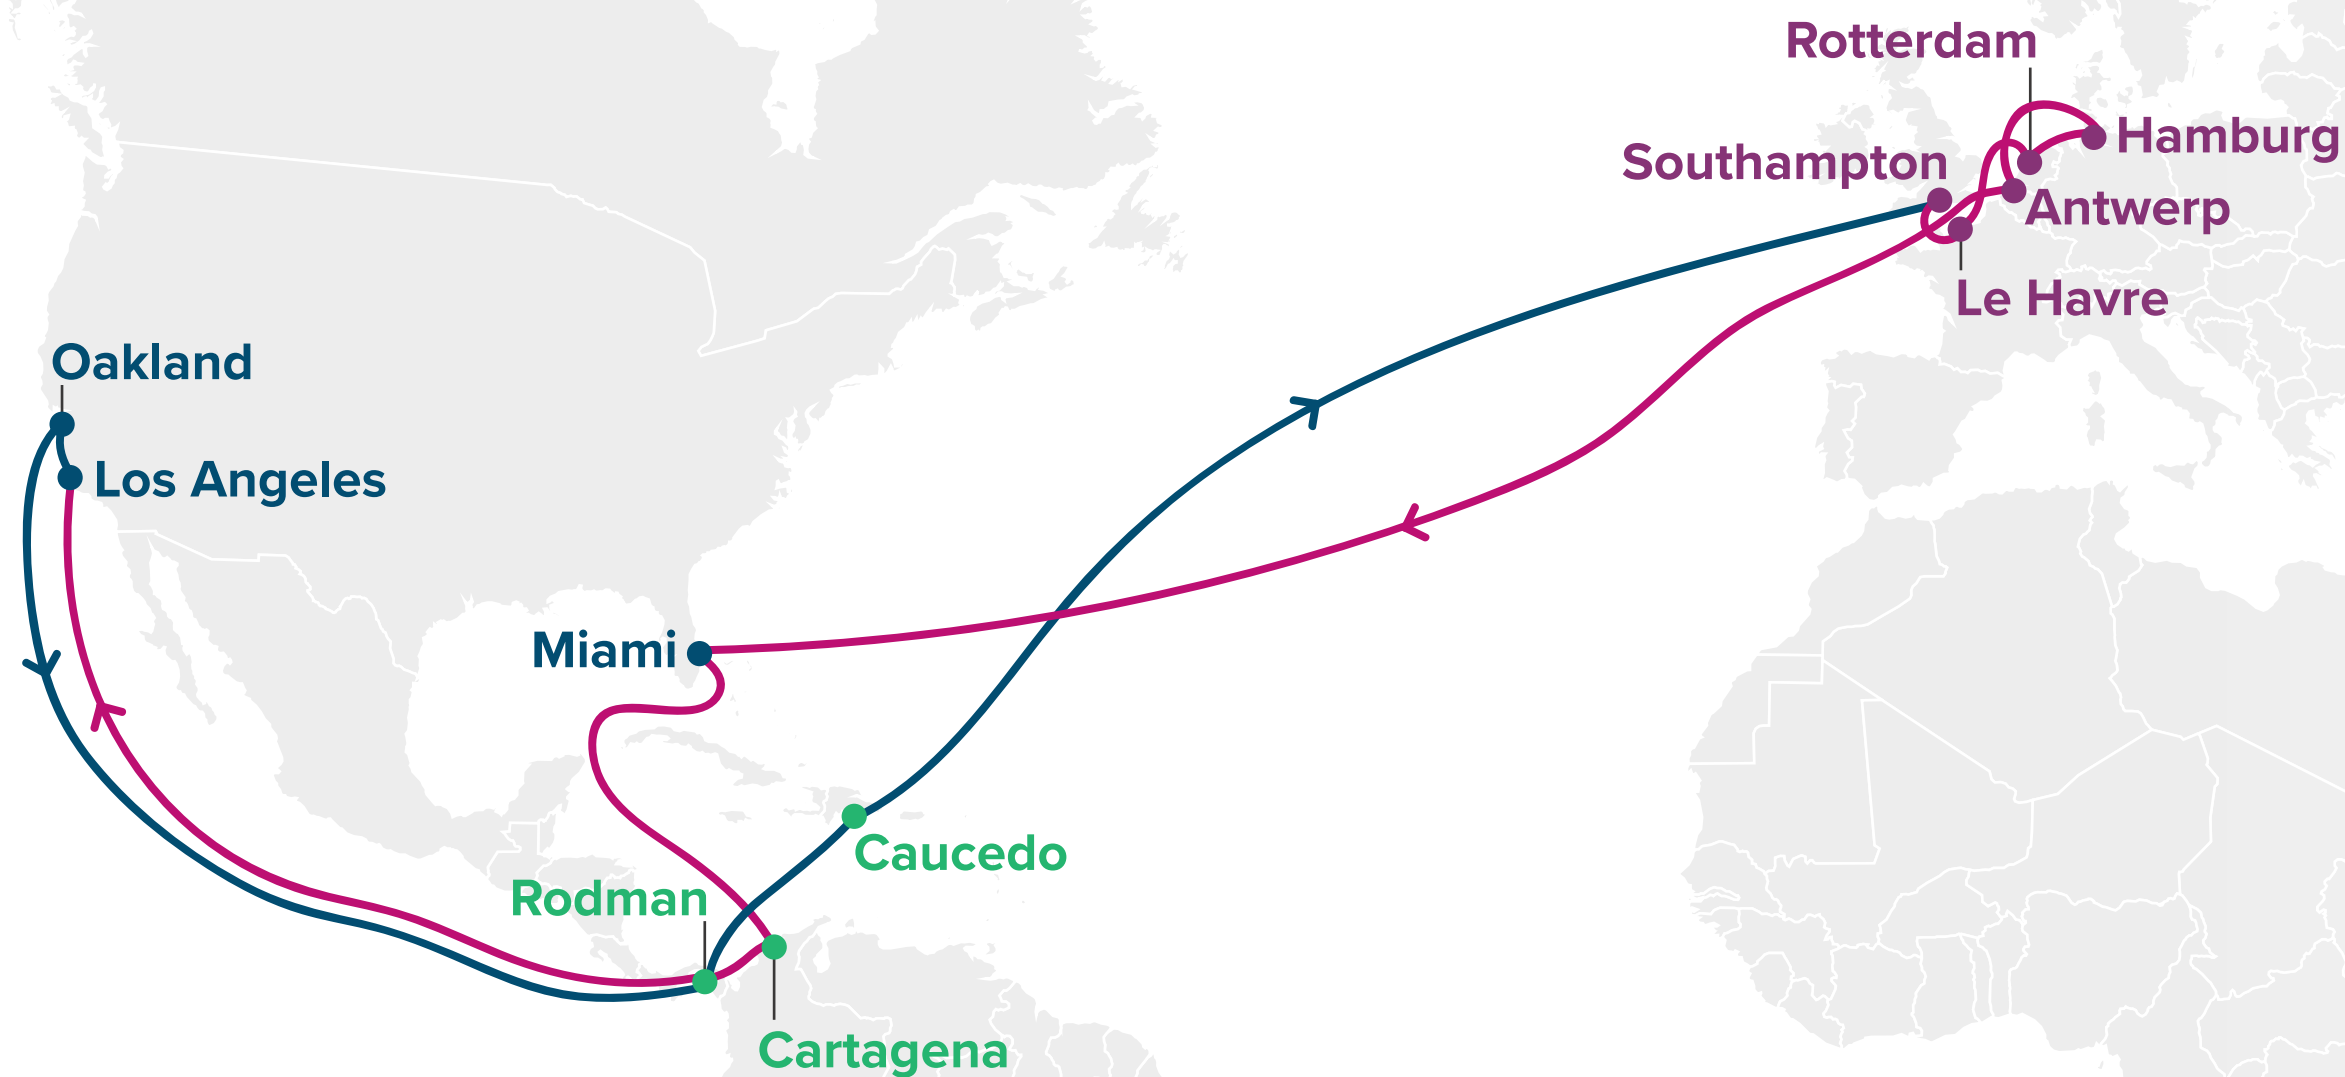 Rotterdam
Hamburg
Southampton
Antwerp
Le Havre
Oakland
Los Angeles
Miami
Caucedo
Rodman
Cartagena